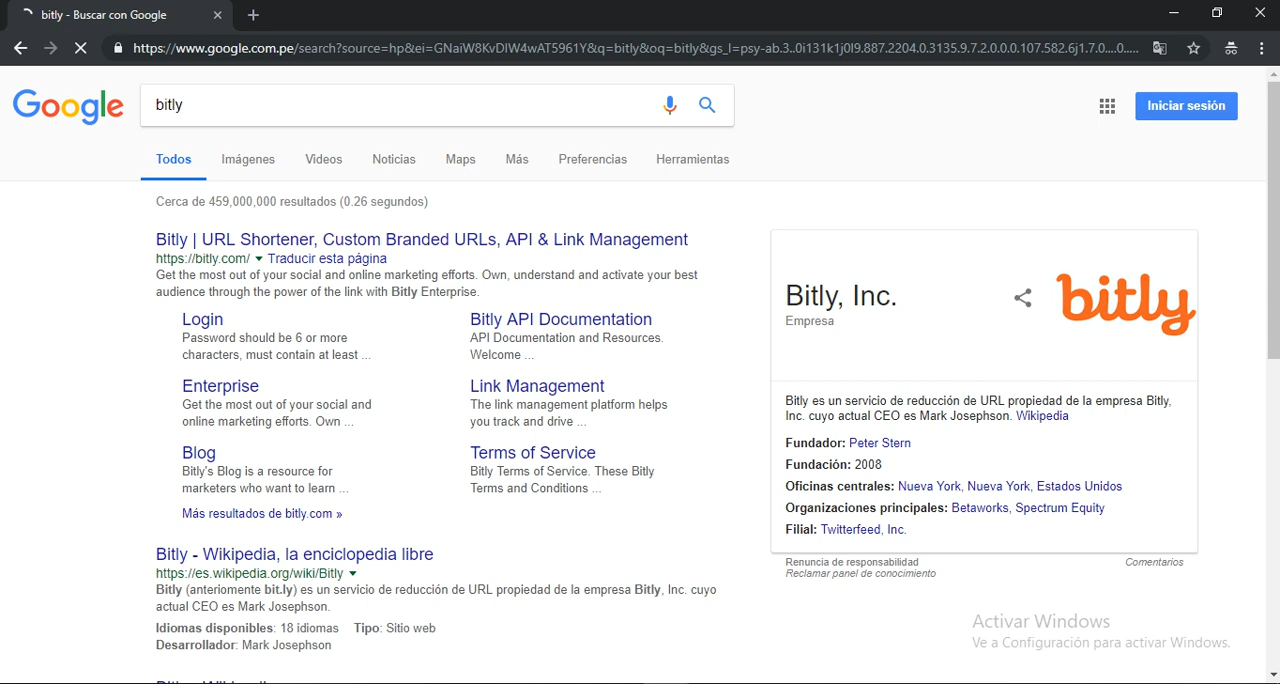 bitly - Buscar con Google
https://www.google.com.pe/search?source=hp&ei=GNaiW8KvDIW4wAT5961Y&q=bitly&oq=bitly&gs_l=psy-ab.3..0i131k1j0l9.887.2204.0.3135.9.7.2.0.0.0.107.582.6j1.7.0....0.....
Google
bitly
Iniciar sesión
Todos Imágenes Videos Noticias Maps Más Preferencias Herramientas
Cerca de 459,000,000 resultados (0.26 segundos)
Bitly | URL Shortener, Custom Branded URLs, API & Link Management
https://bitly.com/ Traducir esta página
Get the most out of your social and online marketing efforts. Own, understand and activate your best
audience through the power of the link with Bitly Enterprise.
Login
Password should be 6 or more
characters, must contain at least ...
Bitly API Documentation
API Documentation and Resources.
Welcome ...
Enterprise
Get the most out of your social and
online marketing efforts. Own ...
Link Management
The link management platform helps
you track and drive ...
Blog
Bitly's Blog is a resource for
marketers who want to learn ...
Terms of Service
Bitly Terms of Service. These Bitly
Terms and Conditions ...
Más resultados de bitly.com »
Bitly - Wikipedia, la enciclopedia libre
https://es.wikipedia.org/wiki/Bitly
Bitly (anteriomente bit.ly) es un servicio de reducción de URL propiedad de la empresa Bitly, Inc. cuyo
actual CEO es Mark Josephson.
Idiomas disponibles: 18 idiomas Tipo: Sitio web
Desarrollador: Mark Josephson
Bitly, Inc.
Empresa
bitly
Bitly es un servicio de reducción de URL propiedad de la empresa Bitly,
Inc. cuyo actual CEO es Mark Josephson. Wikipedia
Fundador: Peter Stern
Fundación: 2008
Oficinas centrales: Nueva York, Nueva York, Estados Unidos
Organizaciones principales: Betaworks, Spectrum Equity
Filial: Twitterfeed, Inc.
Renuncia de responsabilidad
Reclamar panel de conocimiento
Comentarios
Activar Windows
Ve a Configuración para activar Windows.